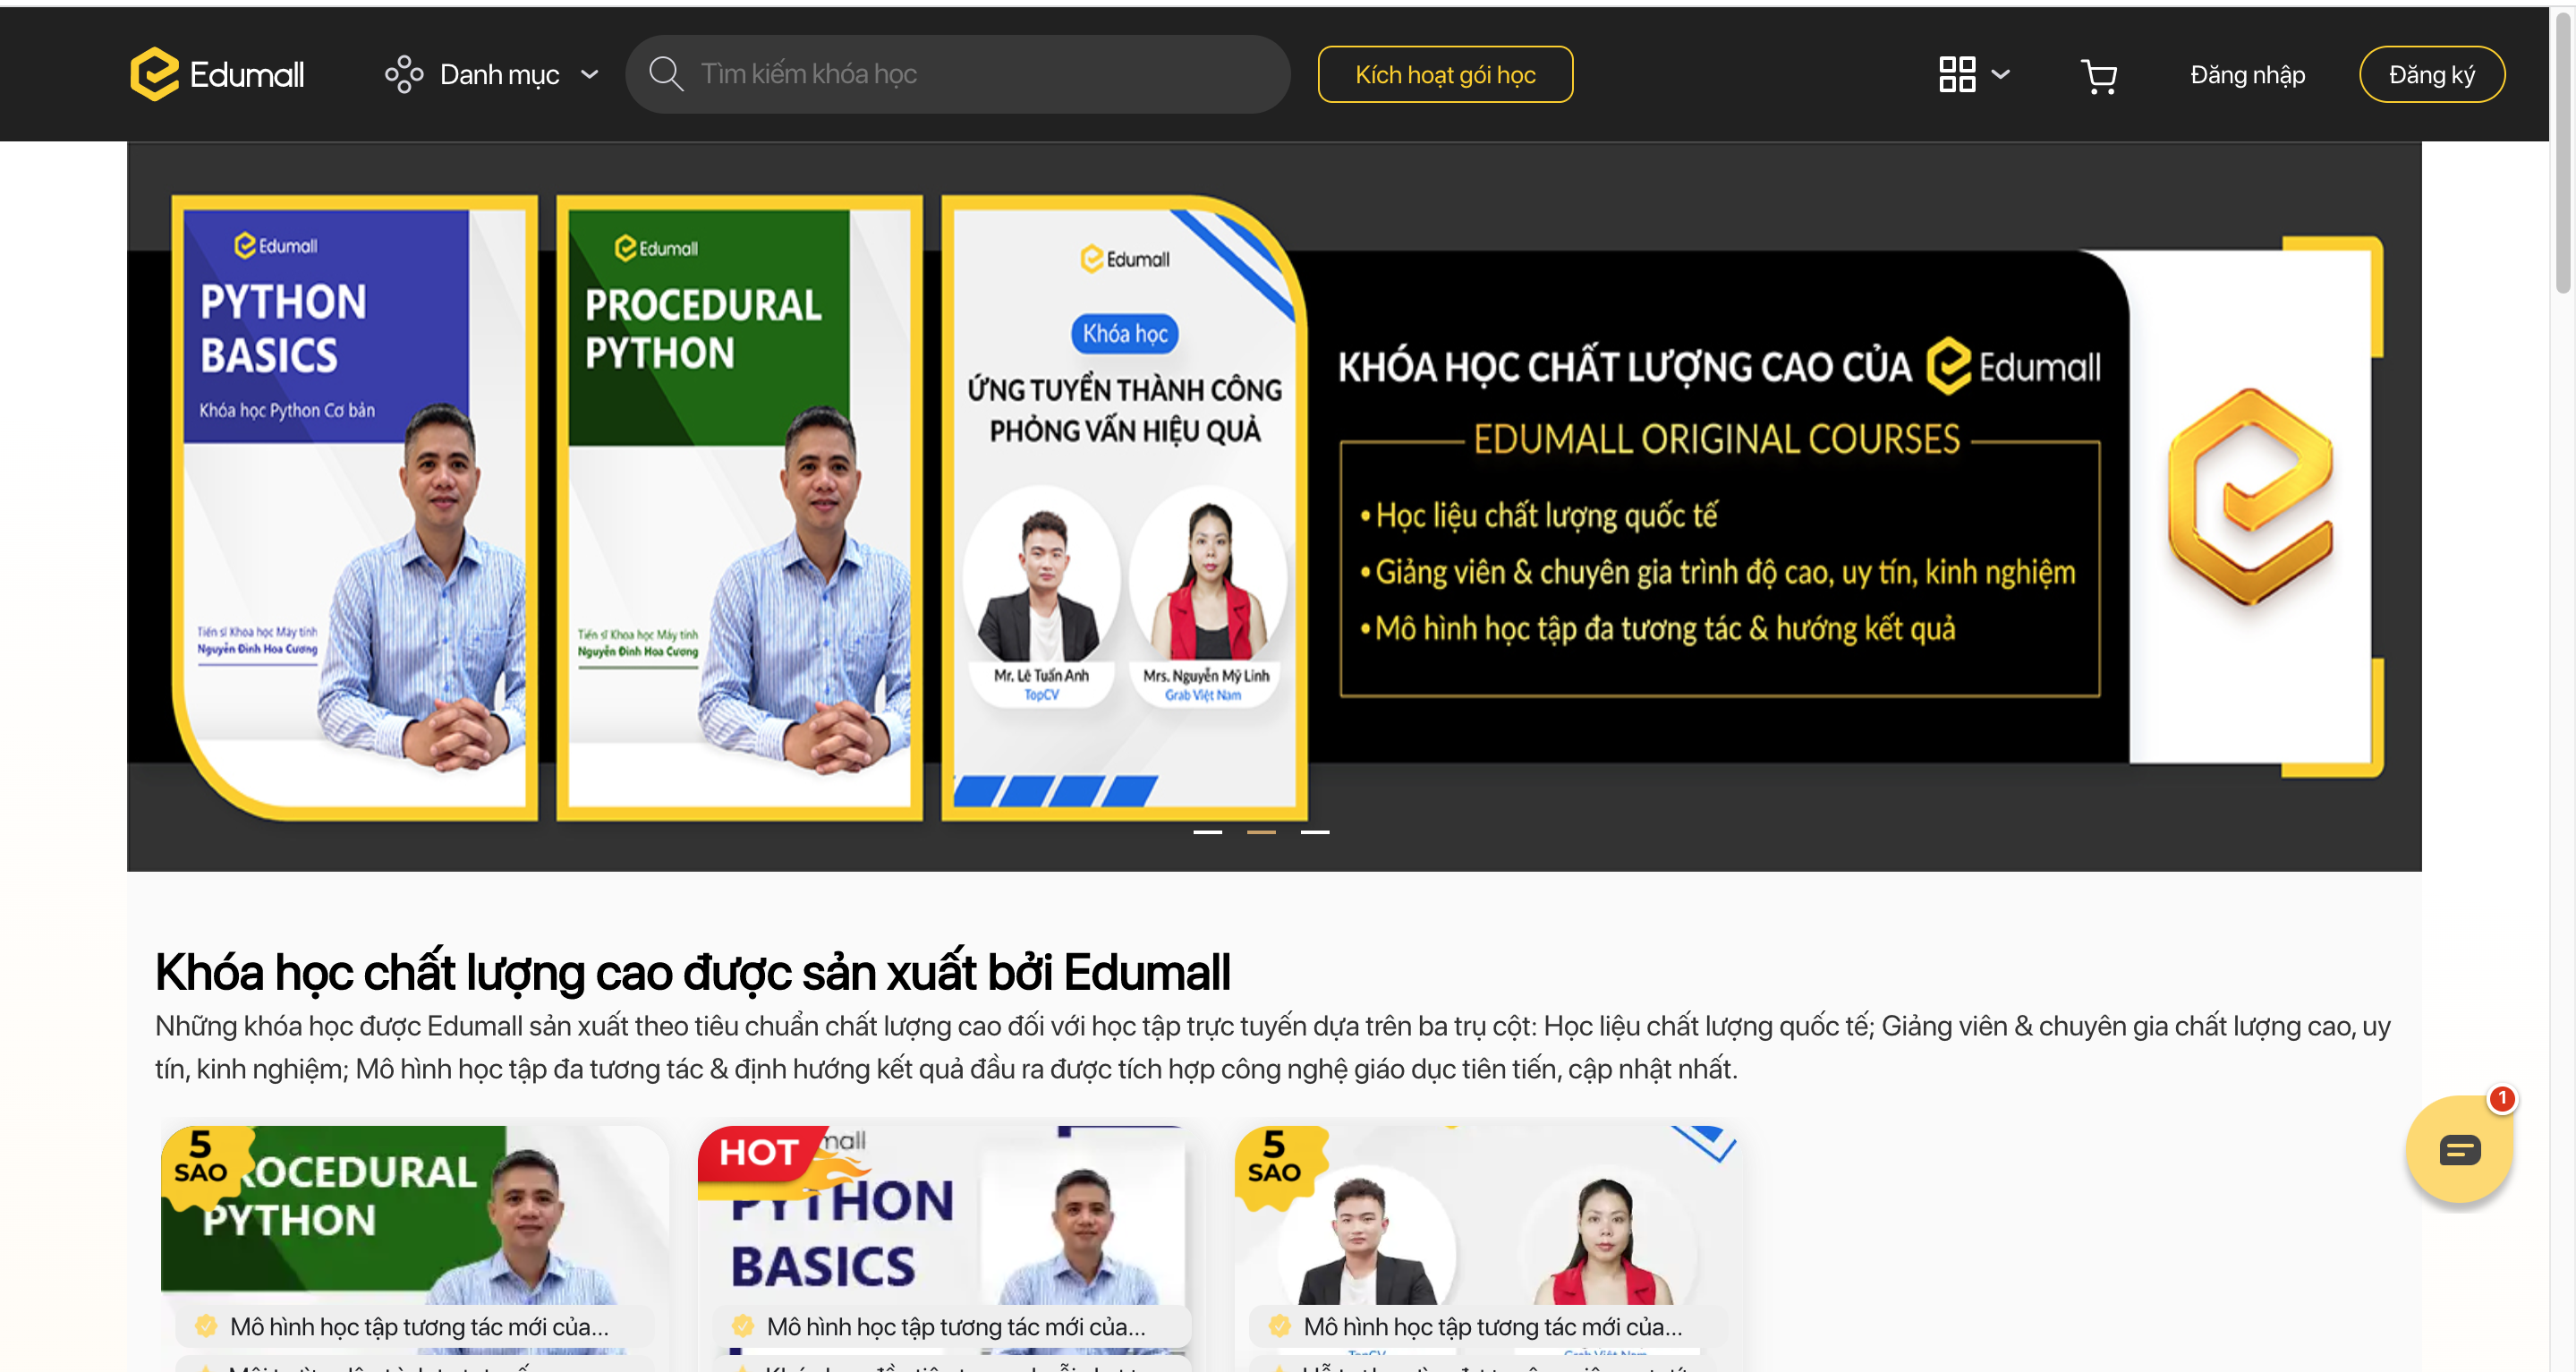 Edumall
Danh mục
Tìm kiếm khóa học
Kích hoạt gói học
Đăng nhập
Đăng ký
Edumall
PYTHON
BASICS
Khóa học Python Cơ bản
Tiến sĩ Khoa học Máy tính
Nguyễn Đình Hoa Cương
Edumall
PROCEDURAL
PYTHON
Tiến sĩ Khoa học Máy tính
Nguyễn Đình Hoa Cương
Edumall
Khóa học
ỨNG TUYỂN THÀNH CÔNG
PHỎNG VẤN HIỆU QUẢ
Mr. Lê Tuấn Anh
TopCV
Mrs. Nguyễn Mỹ Linh
Grab Việt Nam
KHÓA HỌC CHẤT LƯỢNG CAO CỦA Edumall
EDUMALL ORIGINAL COURSES
• Học liệu chất lượng quốc tế
• Giảng viên & chuyên gia trình độ cao, uy tín, kinh nghiệm
• Mô hình học tập đa tương tác & hướng kết quả
Khóa học chất lượng cao được sản xuất bởi Edumall
Những khóa học được Edumall sản xuất theo tiêu chuẩn chất lượng cao đối với học tập trực tuyến dựa trên ba trụ cột: Học liệu chất lượng quốc tế; Giảng viên & chuyên gia chất lượng cao, uy
tín, kinh nghiệm; Mô hình học tập đa tương tác & định hướng kết quả đầu ra được tích hợp công nghệ giáo dục tiên tiến, cập nhật nhất.
1
5
SAO
ROCEDURAL
PYTHON
Mô hình học tập tương tác mới của...
HOT
mall
PYTHON
BASICS
Mô hình học tập tương tác mới của...
5
SAO
Mô hình học tập tương tác mới của...